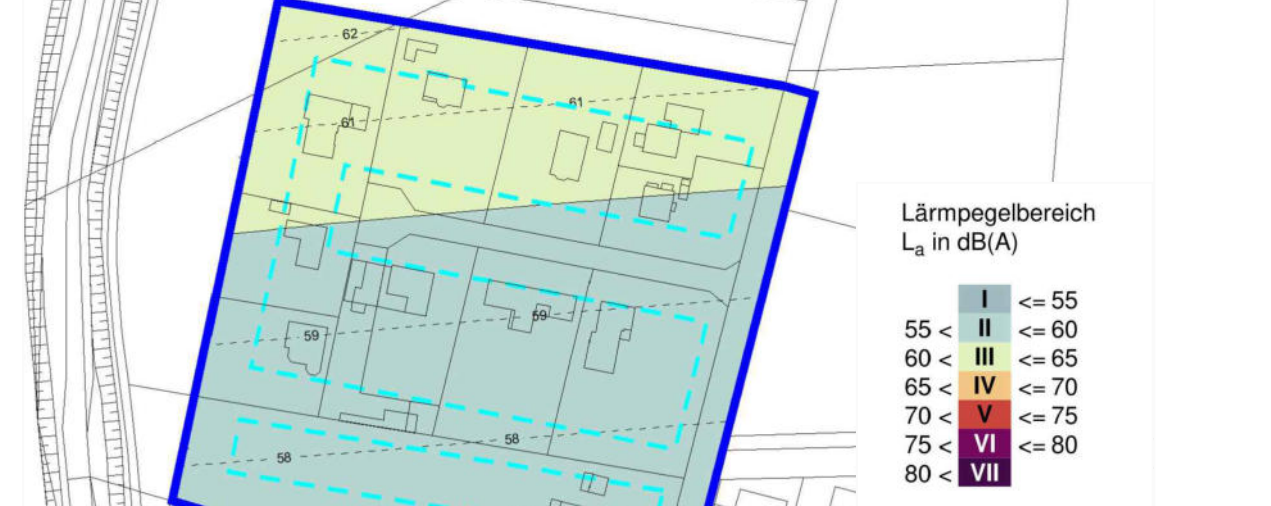 62
61
61
59
59
58
58
Lärmpegelbereich
La in dB(A)
I <= 55
55 < II <= 60
60 < III <= 65
65 < IV <= 70
70 < V <= 75
75 < VI <= 80
80 < VII